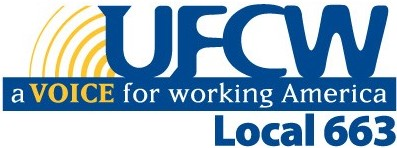 UFCW
a VOICE for working America
Local 663